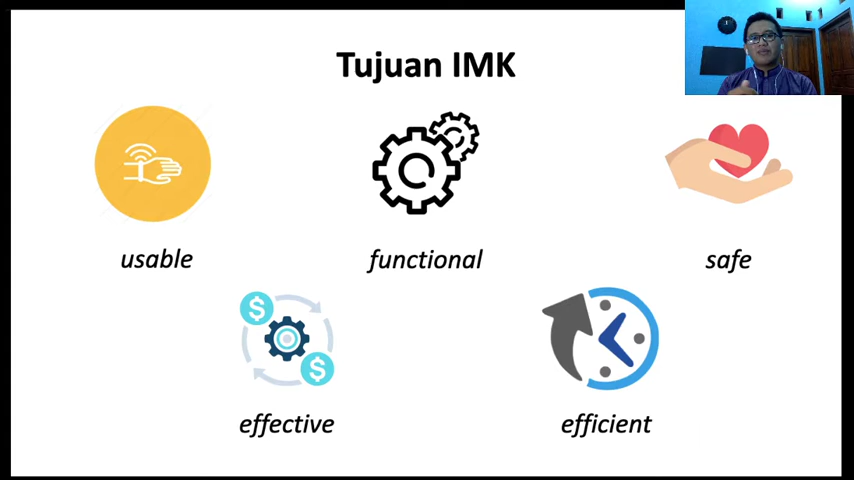 Tujuan IMK
usable
functional
safe
$
$
effective
efficient